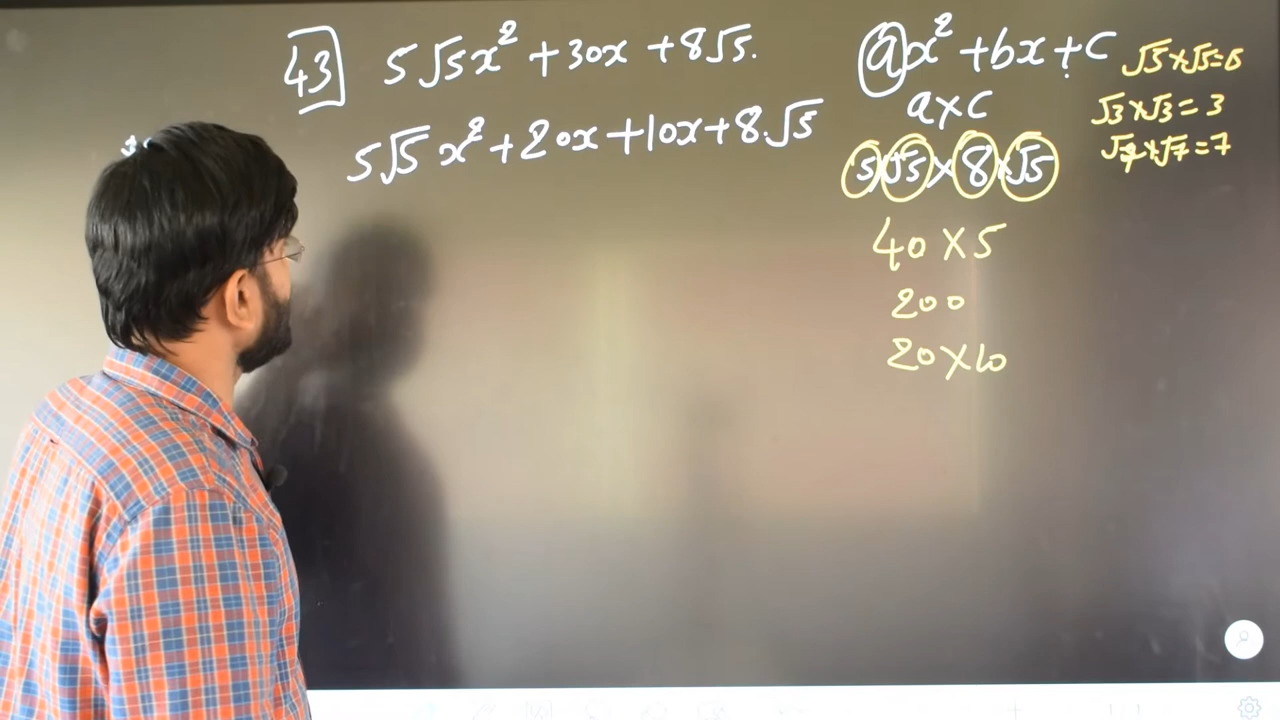 43 5√5x² + 30x + 8√5.
5√5x² + 20x + 10x + 8.√5
ax² + bx + c
a×c
5√5 × 8×√5
40×5
200
20×10
√5×√5=5
√3×√3=3
√7×√7=7